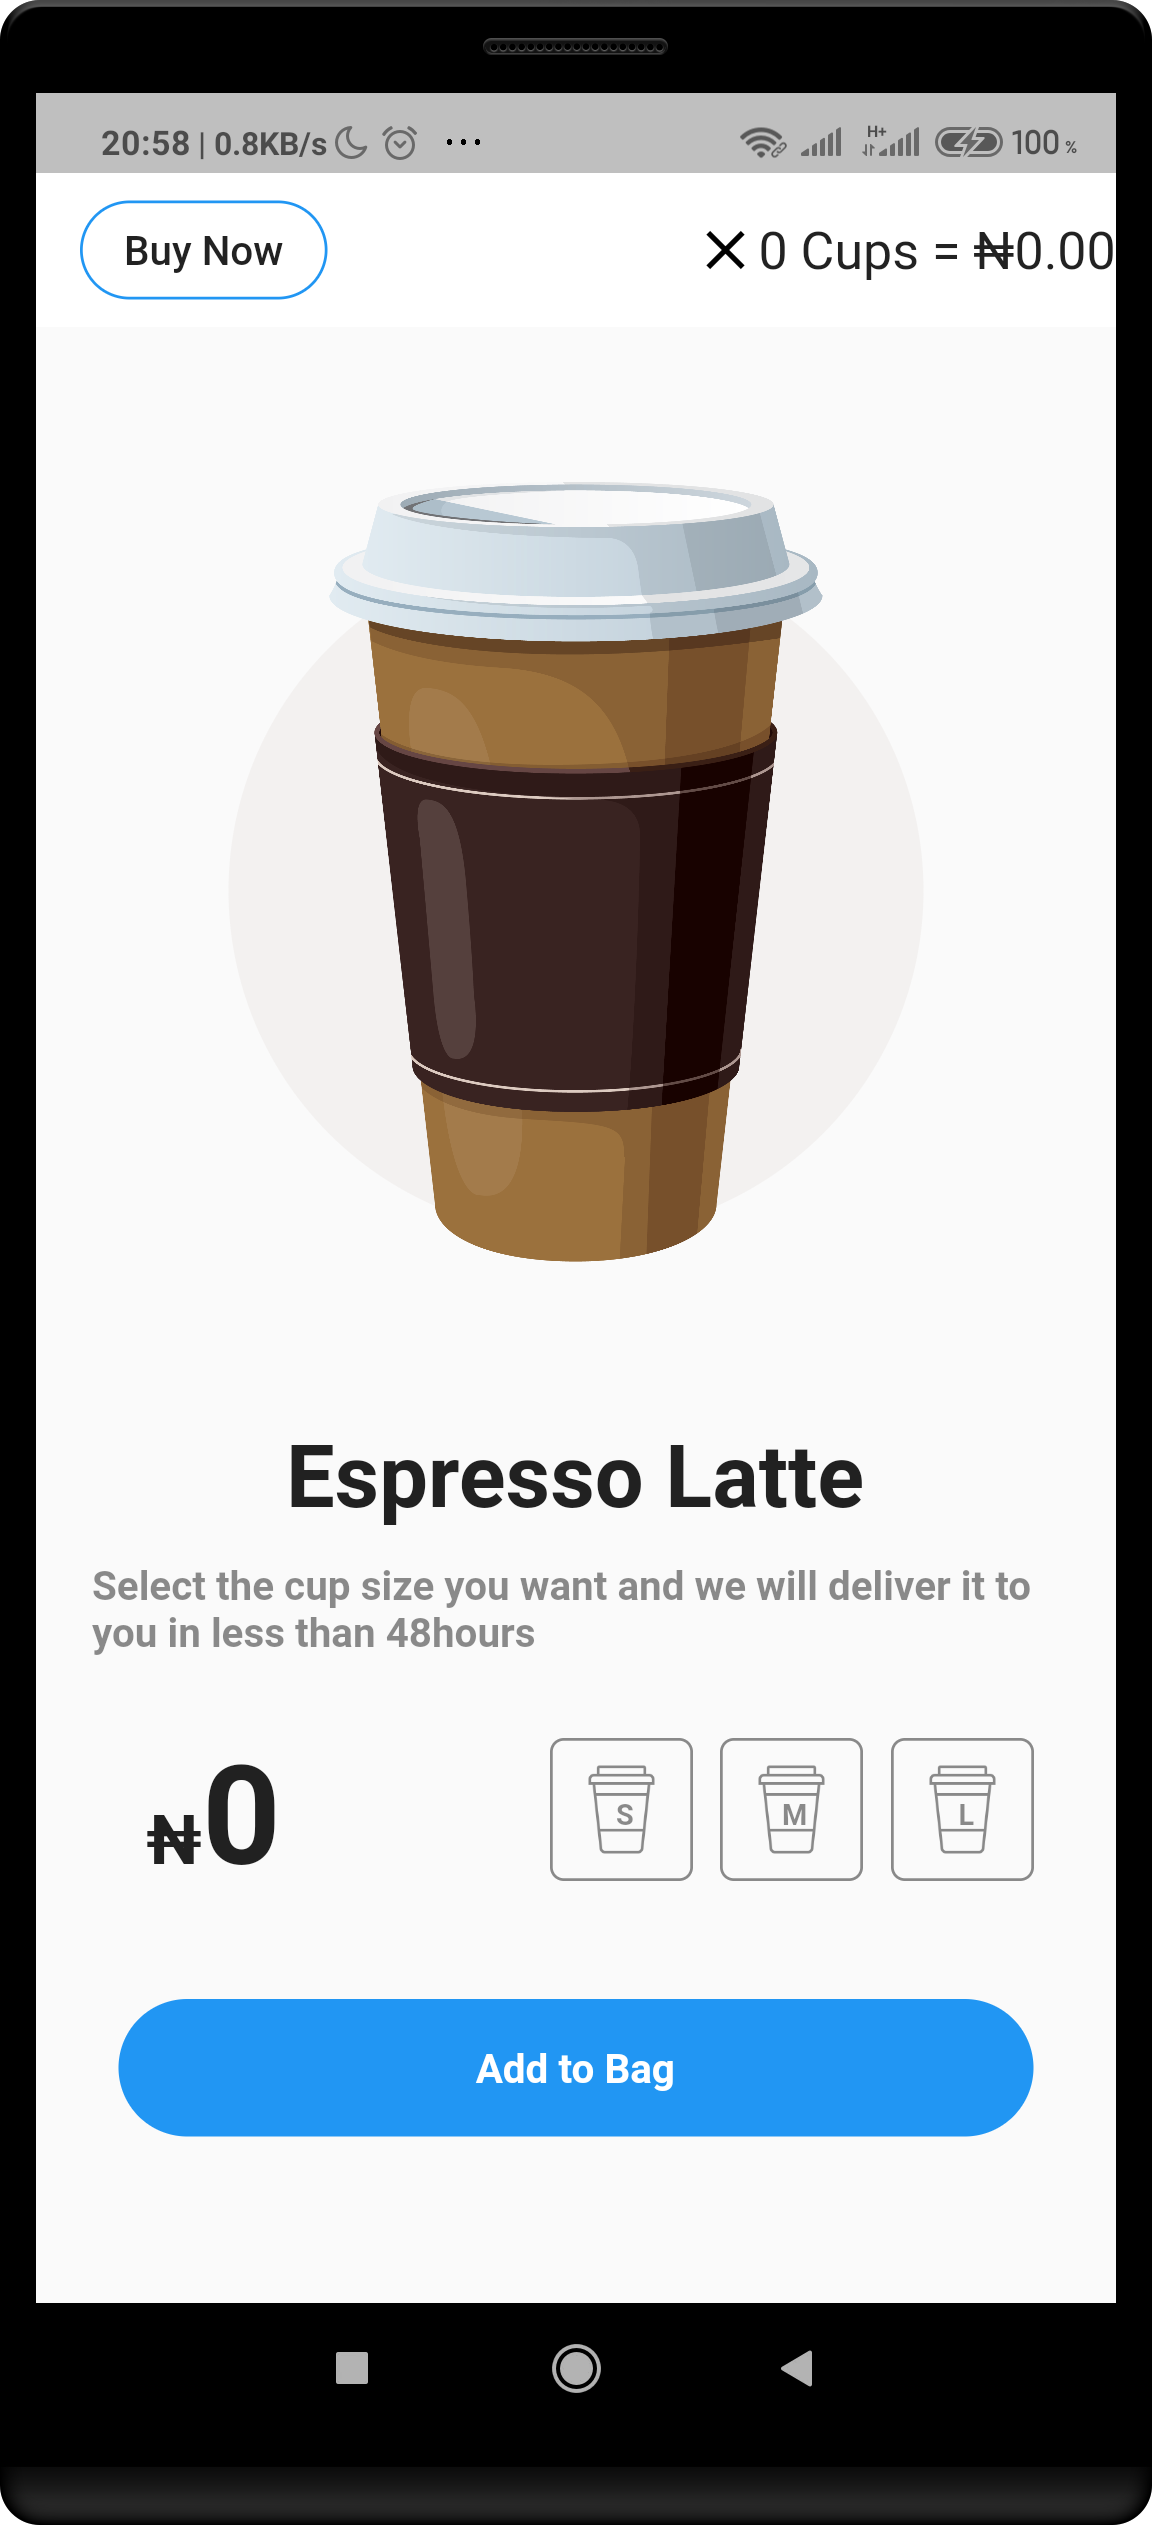 20:58 | 0.8KB/s H+ 100 %
Buy Now 0 Cups = ₦0.00
Espresso Latte
Select the cup size you want and we will deliver it to
you in less than 48hours
₦0 S M L
Add to Bag